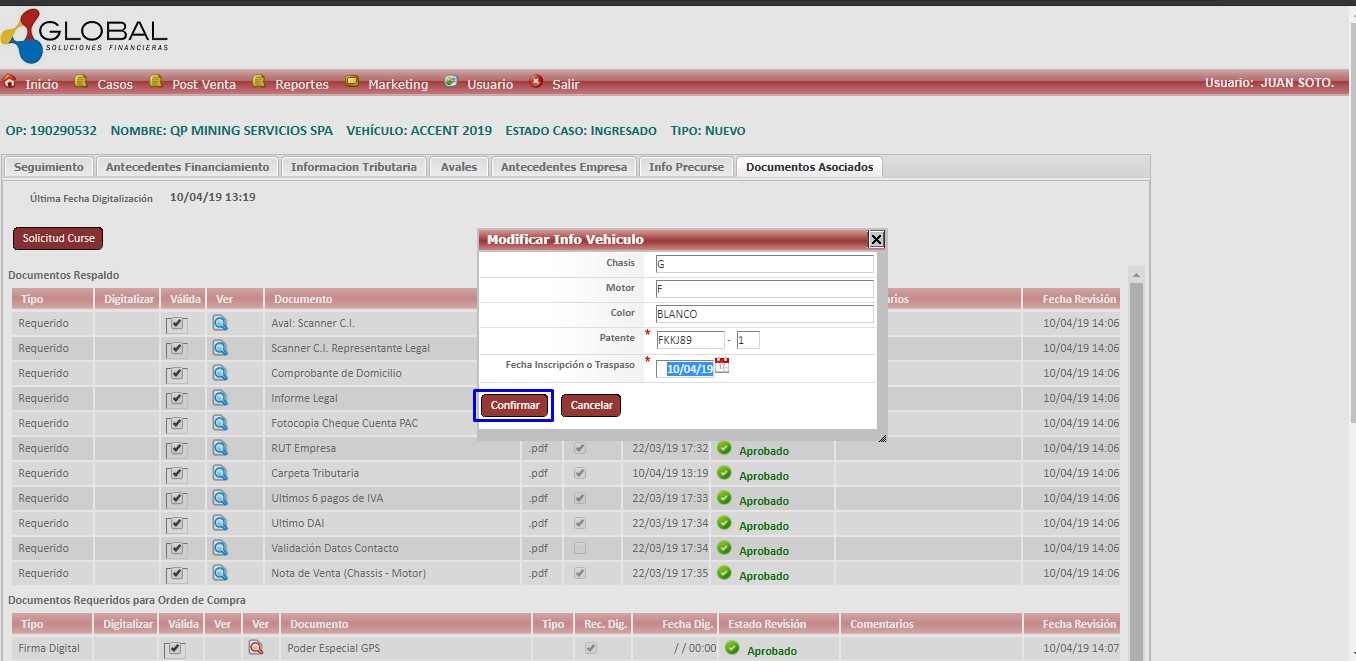 GLOBAL
SOLUCIONES FINANCIERAS
Inicio Casos Post Venta Reportes Marketing Usuario Salir Usuario: JUAN SOTO.
OP: 190290532 NOMBRE: QP MINING SERVICIOS SPA VEHÍCULO: ACCENT 2019 ESTADO CASO: INGRESADO TIPO: NUEVO
Seguimiento Antecedentes Financiamiento Informacion Tributaria Avales Antecedentes Empresa Info Precurse Documentos Asociados
Última Fecha Digitalización 10/04/19 13:19
Solicitud Curse
Modificar Info Vehiculo
Chasis G
Motor F
Color BLANCO
Patente * FKKJ89 - 1
Fecha Inscripción o Traspaso * 10/04/19
Confirmar Cancelar
Documentos Respaldo
Tipo Digitalizar Válida Ver Documento Fecha Revisión
Requerido Aval: Scanner C.I. 10/04/19 14:06
Requerido Scanner C.I. Representante Legal 10/04/19 14:06
Requerido Comprobante de Domicilio 10/04/19 14:06
Requerido Informe Legal 10/04/19 14:06
Requerido Fotocopia Cheque Cuenta PAC 10/04/19 14:06
Requerido RUT Empresa .pdf 22/03/19 17:32 Aprobado 10/04/19 14:06
Requerido Carpeta Tributaria .pdf 10/04/19 13:19 Aprobado 10/04/19 14:06
Requerido Ultimos 6 pagos de IVA .pdf 22/03/19 17:33 Aprobado 10/04/19 14:06
Requerido Ultimo DAI .pdf 22/03/19 17:34 Aprobado 10/04/19 14:06
Requerido Validación Datos Contacto .pdf 22/03/19 17:34 Aprobado 10/04/19 14:06
Requerido Nota de Venta (Chassis - Motor) .pdf 22/03/19 17:35 Aprobado 10/04/19 14:06
Documentos Requeridos para Orden de Compra
Tipo Digitalizar Válida Ver Ver Documento Tipo Rec. Dig. Fecha Dig. Estado Revisión Comentarios Fecha Revisión
Firma Digital Poder Especial GPS / / 00:00 Aprobado 10/04/19 14:07